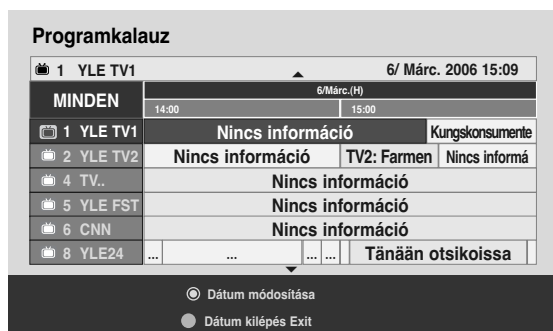 Programkalauz
1 YLE TV1 6/ Márc. 2006 15:09
MINDEN 6/Márc.(H)
14:00 15:00
1 YLE TV1 Nincs információ Kungskonsumente
2 YLE TV2 Nincs információ TV2: Farmen Nincs informá
4 TV.. Nincs információ
5 YLE FST Nincs információ
6 CNN Nincs információ
8 YLE24 ... ... ... ... Tänään otsikoissa
Dátum módosítása
Dátum kilépés Exit